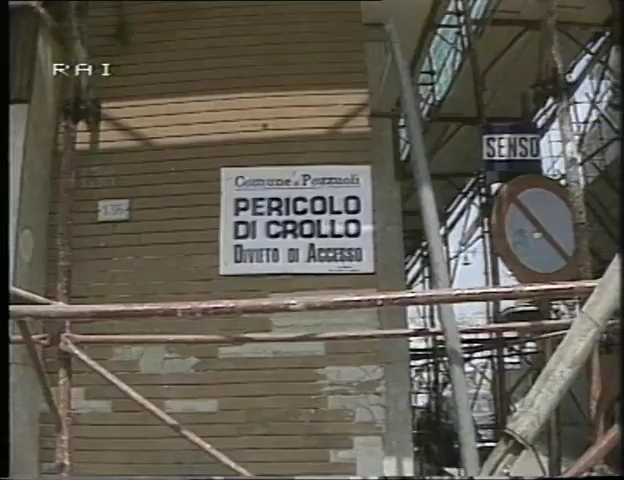 RAI
Comune di Pozzuoli
PERICOLO
DI CROLLO
DIVIETO DI ACCESSO
SENSO